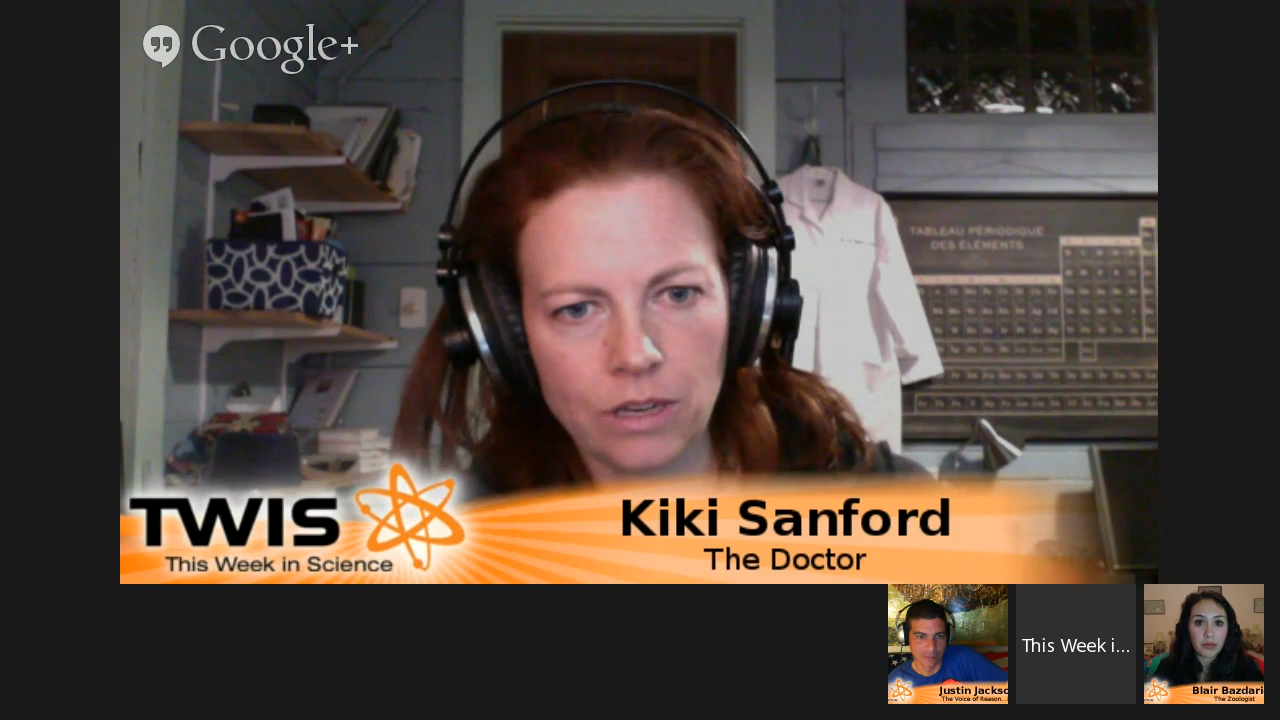 Google+
TABLEAU PÉRIODIQUE
DES ÉLÉMENTS
TWIS
This Week in Science
Kiki Sanford
The Doctor
Justin Jackso
The Voice of Reason...
This Week i...
Blair Bazdari
The Zoologist